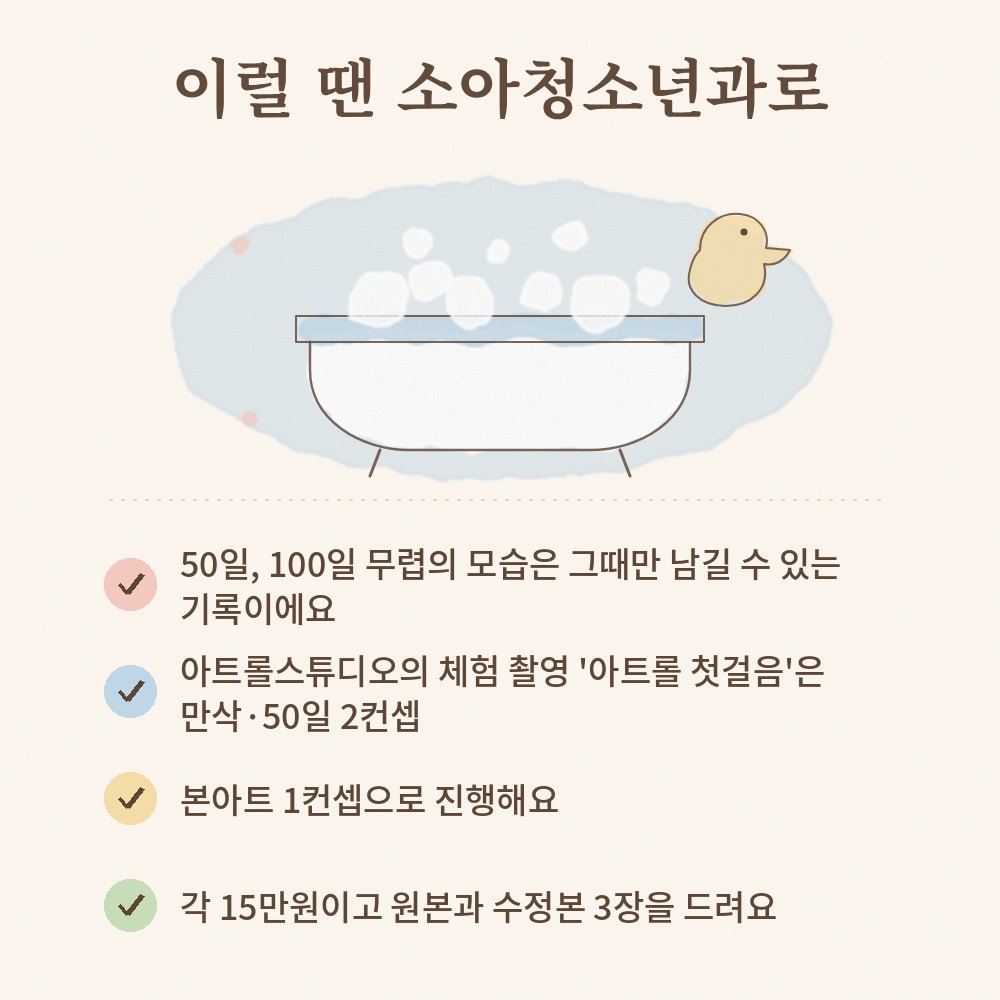 이럴 땐 소아청소년과로
50일, 100일 무렵의 모습은 그때만 남길 수 있는
기록이에요
아트롤스튜디오의 체험 촬영 '아트롤 첫걸음'은
만삭·50일 2컨셉
본아트 1컨셉으로 진행해요
각 15만원이고 원본과 수정본 3장을 드려요